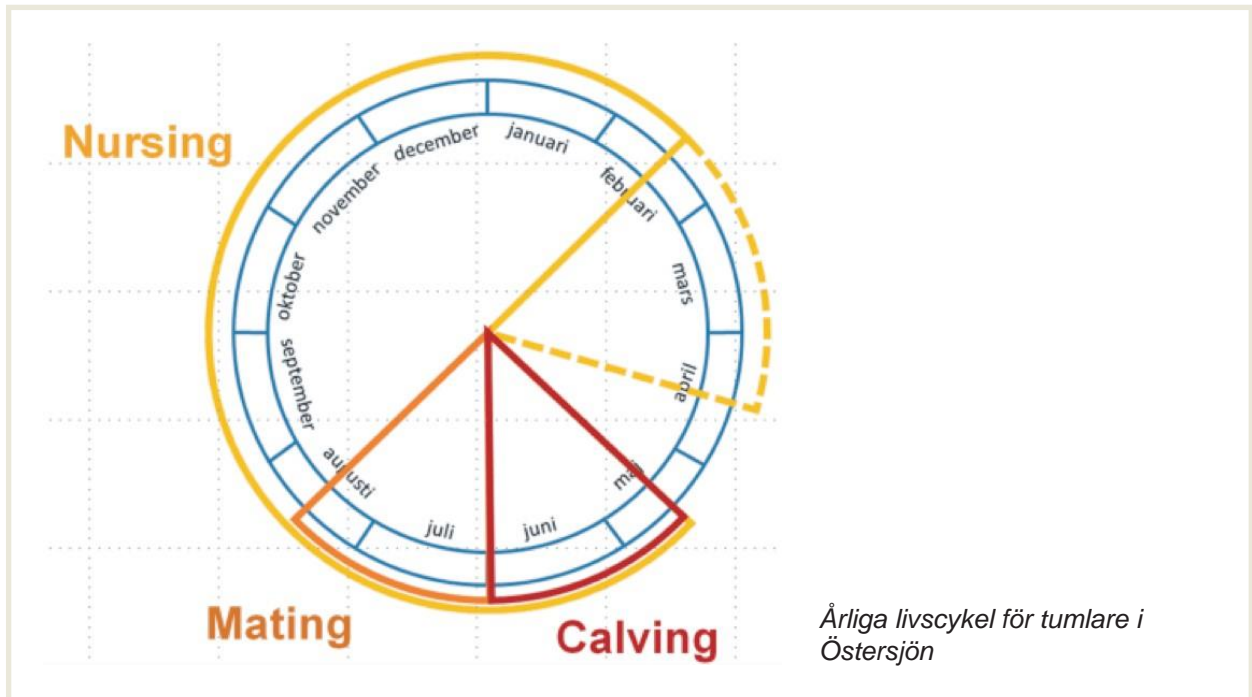 Nursing
januari
februari
mars
april
maj
juni
juli
augusti
september
oktober
november
december
Mating
Calving
Årliga livscykel för tumlare i
Östersjön